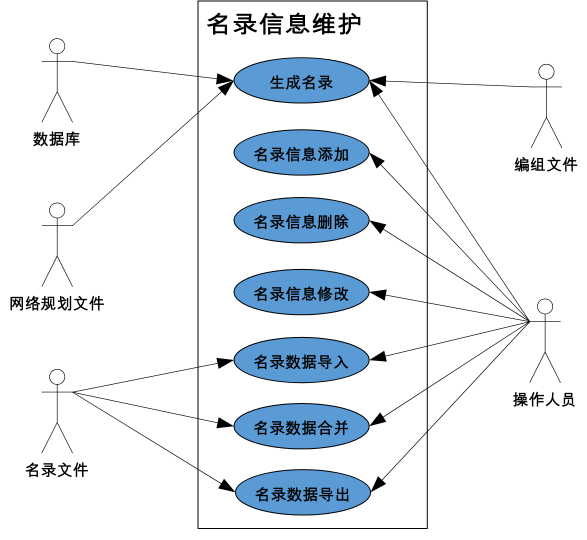 名录信息维护
生成名录
数据库
编组文件
名录信息添加
名录信息删除
网络规划文件
名录信息修改
名录数据导入
操作人员
名录数据合并
名录文件
名录数据导出